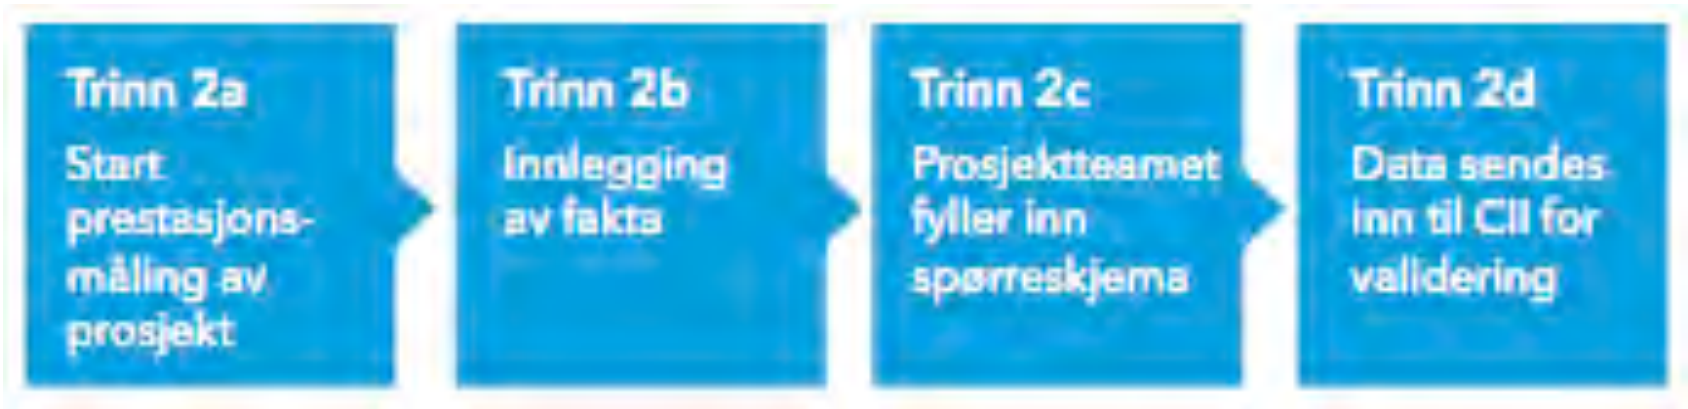 Trinn 2a
Start
prestasjons-
måling av
prosjekt
Trinn 2b
Innlegging
av fakta
Trinn 2c
Prosjektteamet
fyller inn
spørreskjema
Trinn 2d
Data sendes
inn til CII for
validering